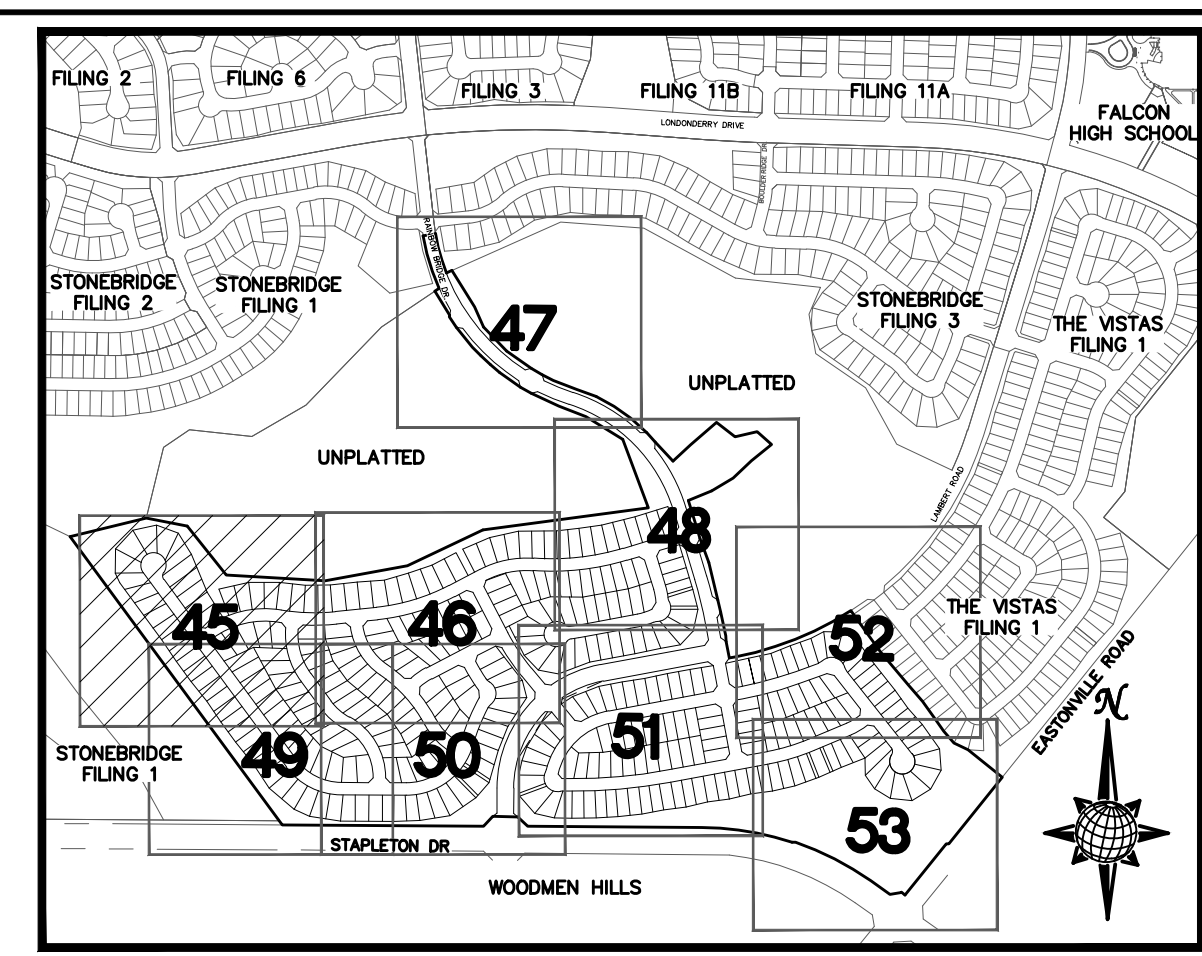 FILING 2
FILING 6
FILING 3
FILING 11B
FILING 11A
FALCON
HIGH SCHOOL
LONDONDERRY DRIVE
BOULDER RIDGE DR
RAINBOW BRIDGE DR
STONEBRIDGE
FILING 2
STONEBRIDGE
FILING 1
STONEBRIDGE
FILING 3
THE VISTAS
FILING 1
47
UNPLATTED
UNPLATTED
LAMBERT ROAD
48
45
46
52
THE VISTAS
FILING 1
EASTONVILLE ROAD
N
STONEBRIDGE
FILING 1
49
50
51
53
STAPLETON DR
WOODMEN HILLS